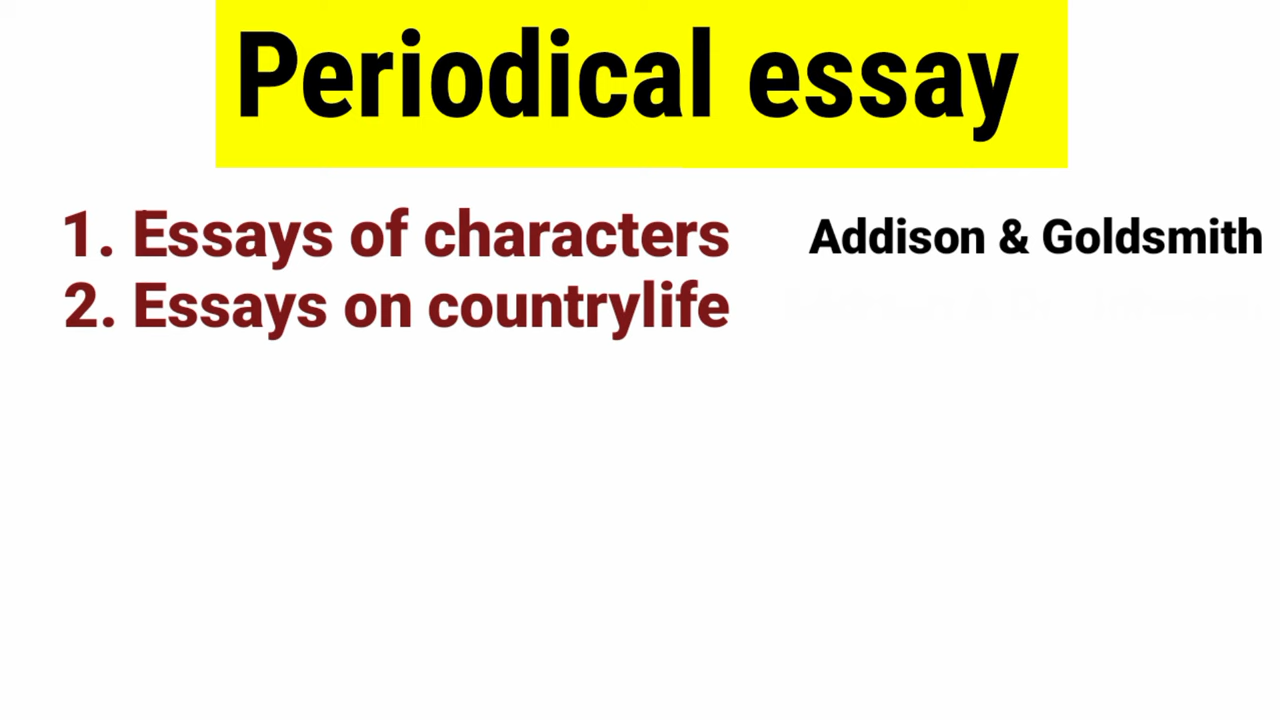 Periodical essay
1. Essays of characters Addison & Goldsmith
2. Essays on countrylife